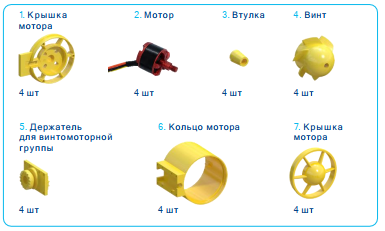 1. Крышка
мотора
4 шт
2. Мотор
4 шт
3. Втулка
4 шт
4. Винт
4 шт
5. Держатель
для винтомоторной
группы
4 шт
6. Кольцо мотора
4 шт
7. Крышка
мотора
4 шт